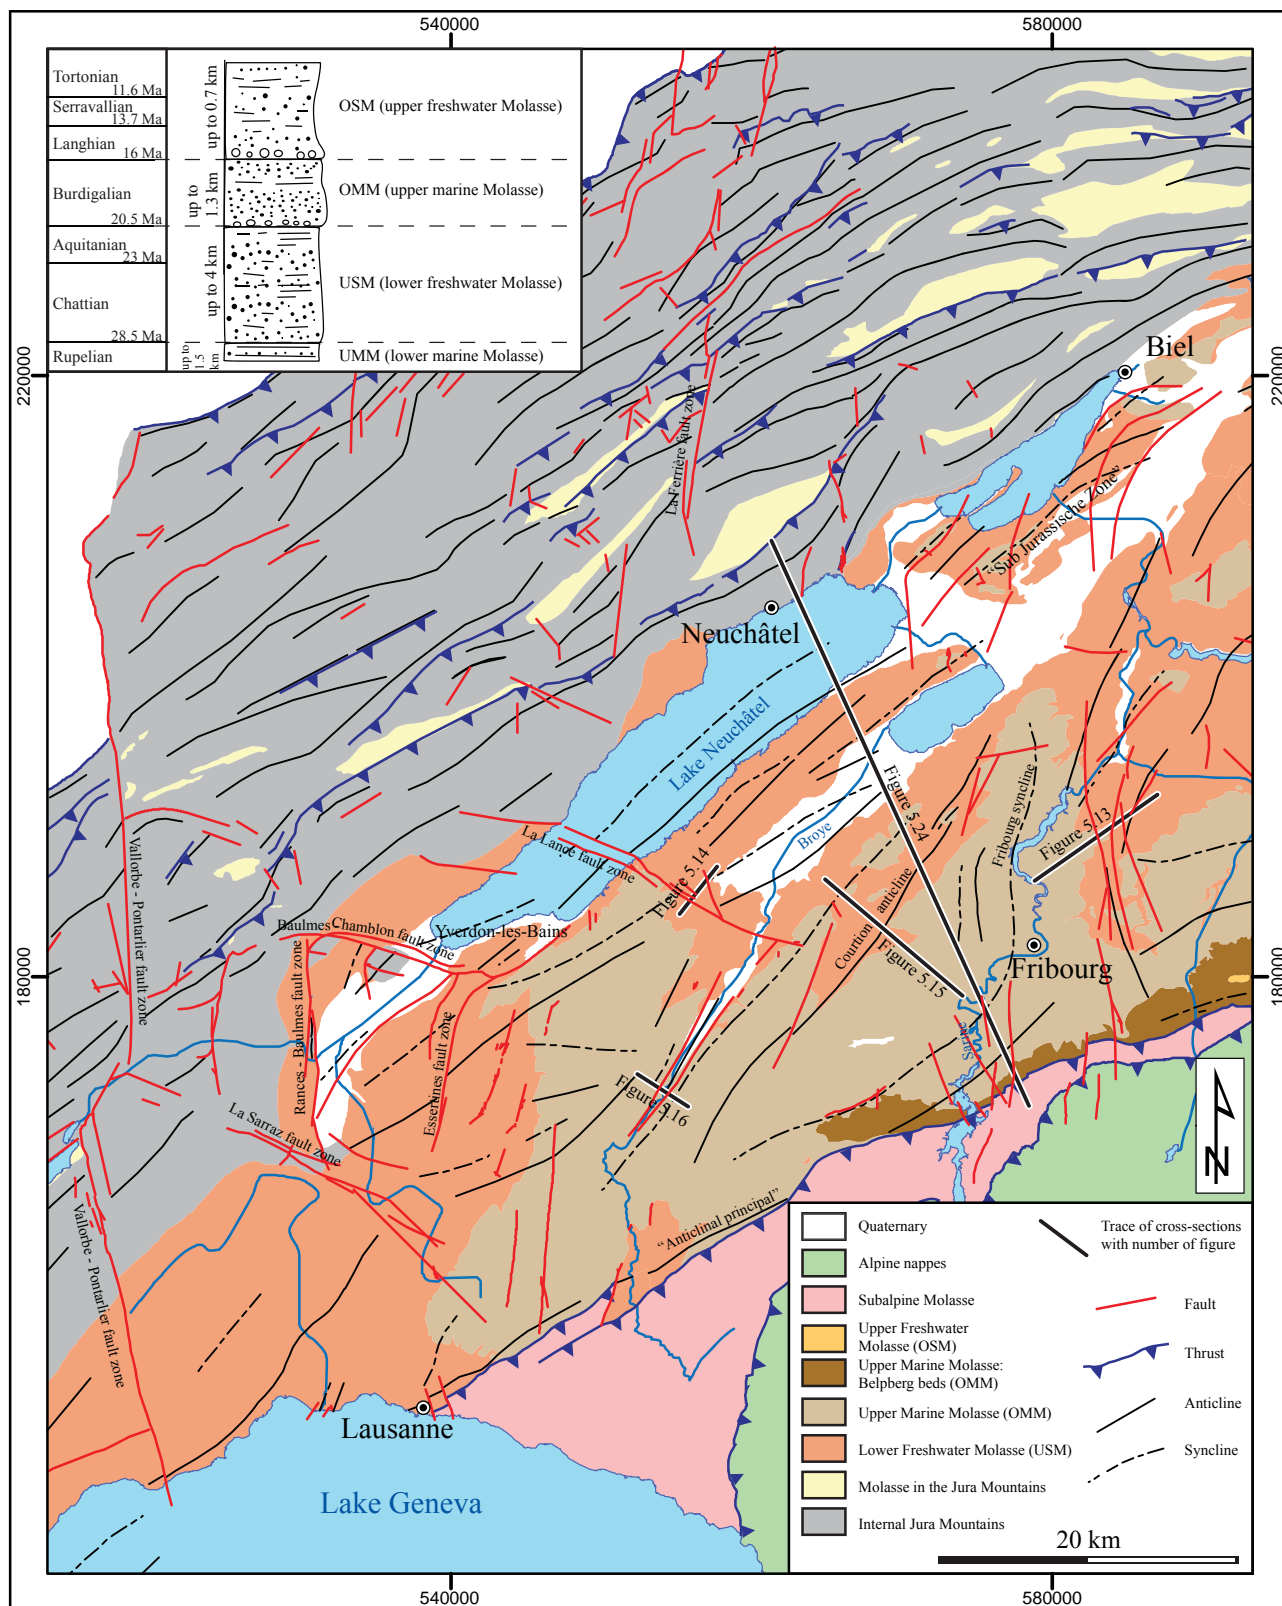 540000
580000
Tortonian
11.6 Ma
Serravallian
13.7 Ma
Langhian
16 Ma
Burdigalian
20.5 Ma
Aquitanian
23 Ma
Chattian
28.5 Ma
Rupelian
up to 0.7 km
up to
1.3 km
up to 4 km
up to
1.5
km
OSM (upper freshwater Molasse)
OMM (upper marine Molasse)
USM (lower freshwater Molasse)
UMM (lower marine Molasse)
220000
220000
Biel
La Ferrière fault zone
“Sub Jurassische Zone”
Neuchâtel
Lake Neuchâtel
Figure 5.24
Fribourg syncline
Figure 5.13
Broye
La Lance fault zone
Figure 5.14
Vallorbe - Pontarlier fault zone
Baulmes
Chamblon fault zone
Yverdon-les-Bains
Courtion anticline
Figure 5.15
Fribourg
180000
180000
Rances - Baulmes fault zone
Essertines fault zone
Sarine
Figure 5.16
La Sarraz fault zone
N
“Anticlinal principal”
Vallorbe - Pontarlier fault zone
Lausanne
Lake Geneva
Quaternary
Alpine nappes
Subalpine Molasse
Upper Freshwater
Molasse (OSM)
Upper Marine Molasse:
Belpberg beds (OMM)
Upper Marine Molasse (OMM)
Lower Freshwater Molasse (USM)
Molasse in the Jura Mountains
Internal Jura Mountains
Trace of cross-sections
with number of figure
Fault
Thrust
Anticline
Syncline
20 km
540000
580000